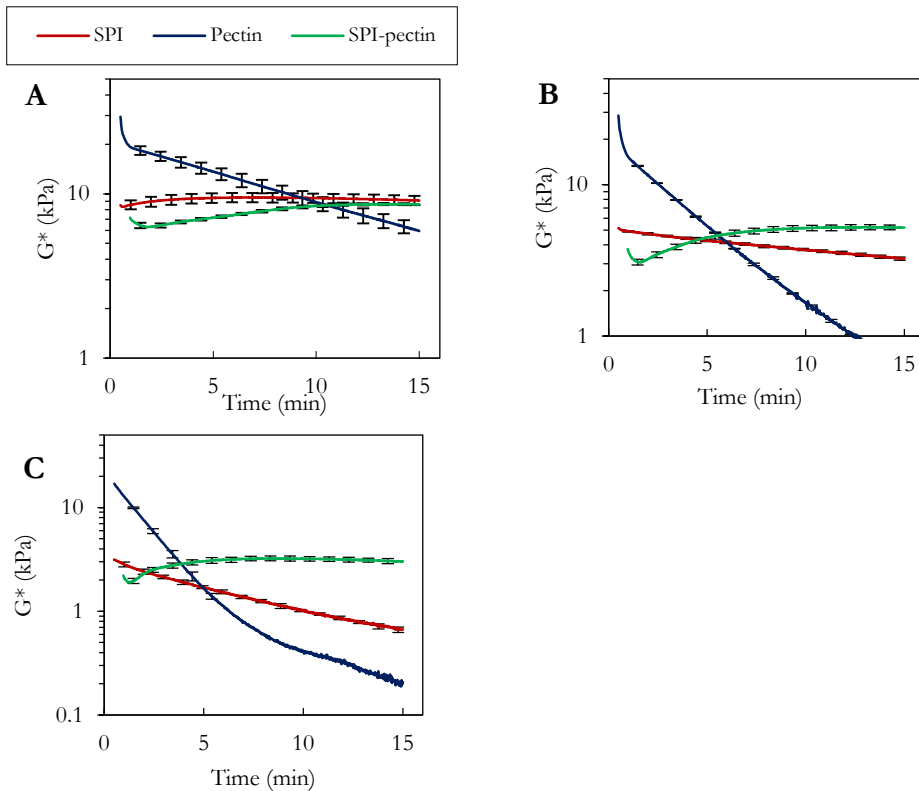 SPI Pectin SPI-pectin
A
10
1
0 5 10 15
G* (kPa)
Time (min)
B
10
1
0 5 10 15
G* (kPa)
Time (min)
C
10
1
0.1
0 5 10 15
G* (kPa)
Time (min)